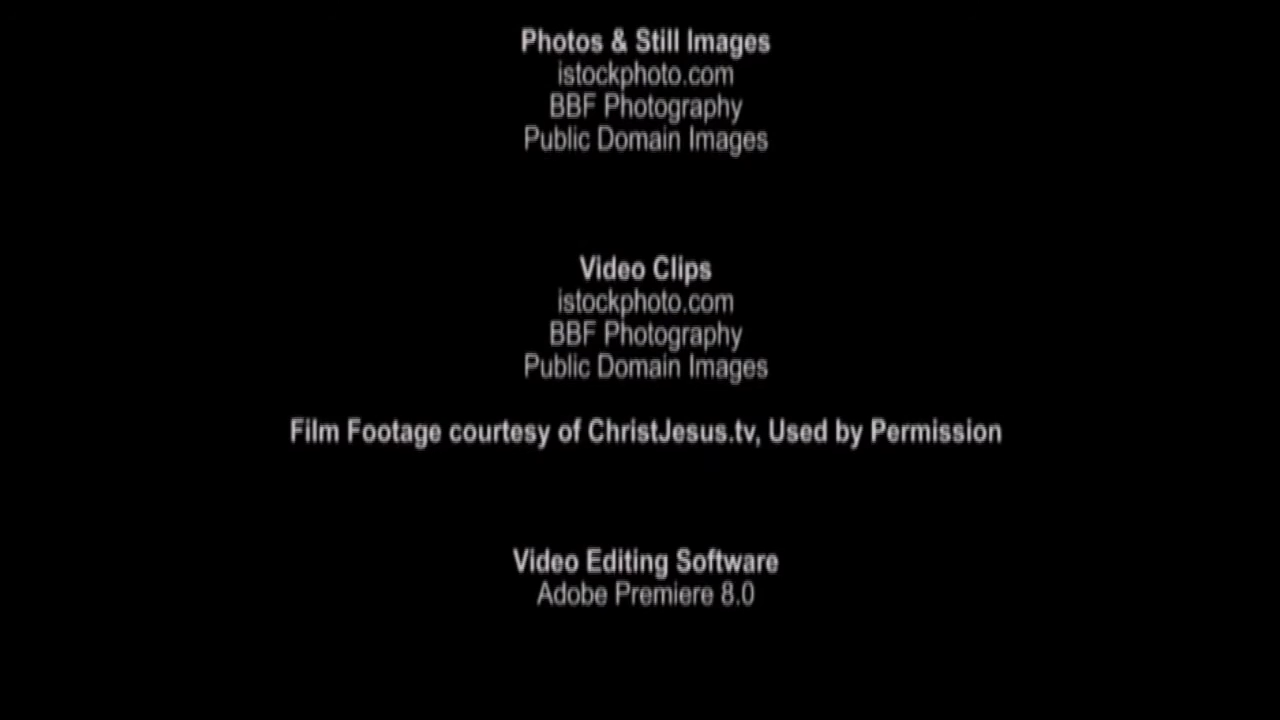 Photos & Still Images
istockphoto.com
BBF Photography
Public Domain Images
Video Clips
istockphoto.com
BBF Photography
Public Domain Images
Film Footage courtesy of ChristJesus.tv, Used by Permission
Video Editing Software
Adobe Premiere 8.0